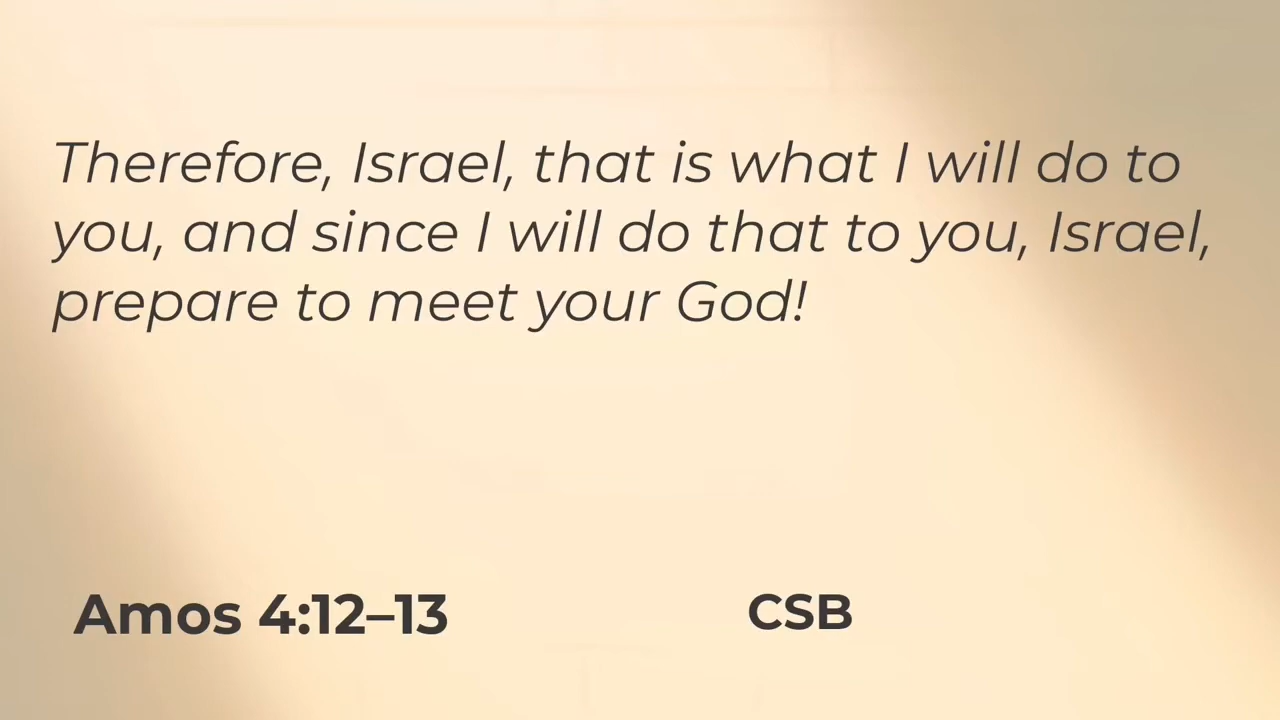 Therefore, Israel, that is what I will do to
you, and since I will do that to you, Israel,
prepare to meet your God!
Amos 4:12–13
CSB